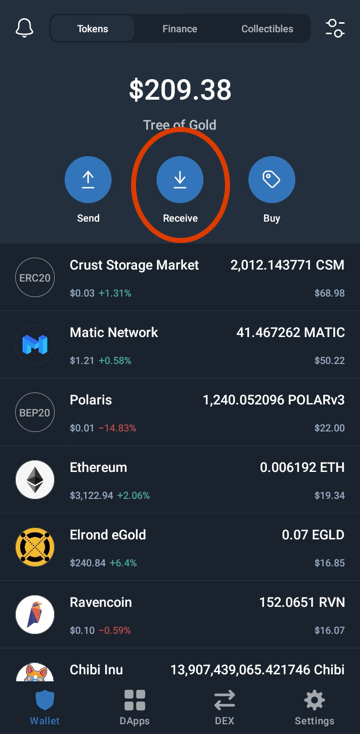 Tokens Finance Collectibles
$209.38
Tree of Gold
Send Receive Buy
ERC20 Crust Storage Market 2,012.143771 CSM
$0.03 +1.31% $68.98
Matic Network 41.467262 MATIC
$1.21 +0.58% $50.22
BEP20 Polaris 1,240.052096 POLARv3
$0.01 −14.83% $22.00
Ethereum 0.006192 ETH
$3,122.94 +2.06% $19.34
Elrond eGold 0.07 EGLD
$240.84 +6.4% $16.85
Ravencoin 152.0651 RVN
$0.10 −0.59% $16.07
Chibi Inu 13,907,439,065.421746 Chibi
Wallet DApps DEX Settings